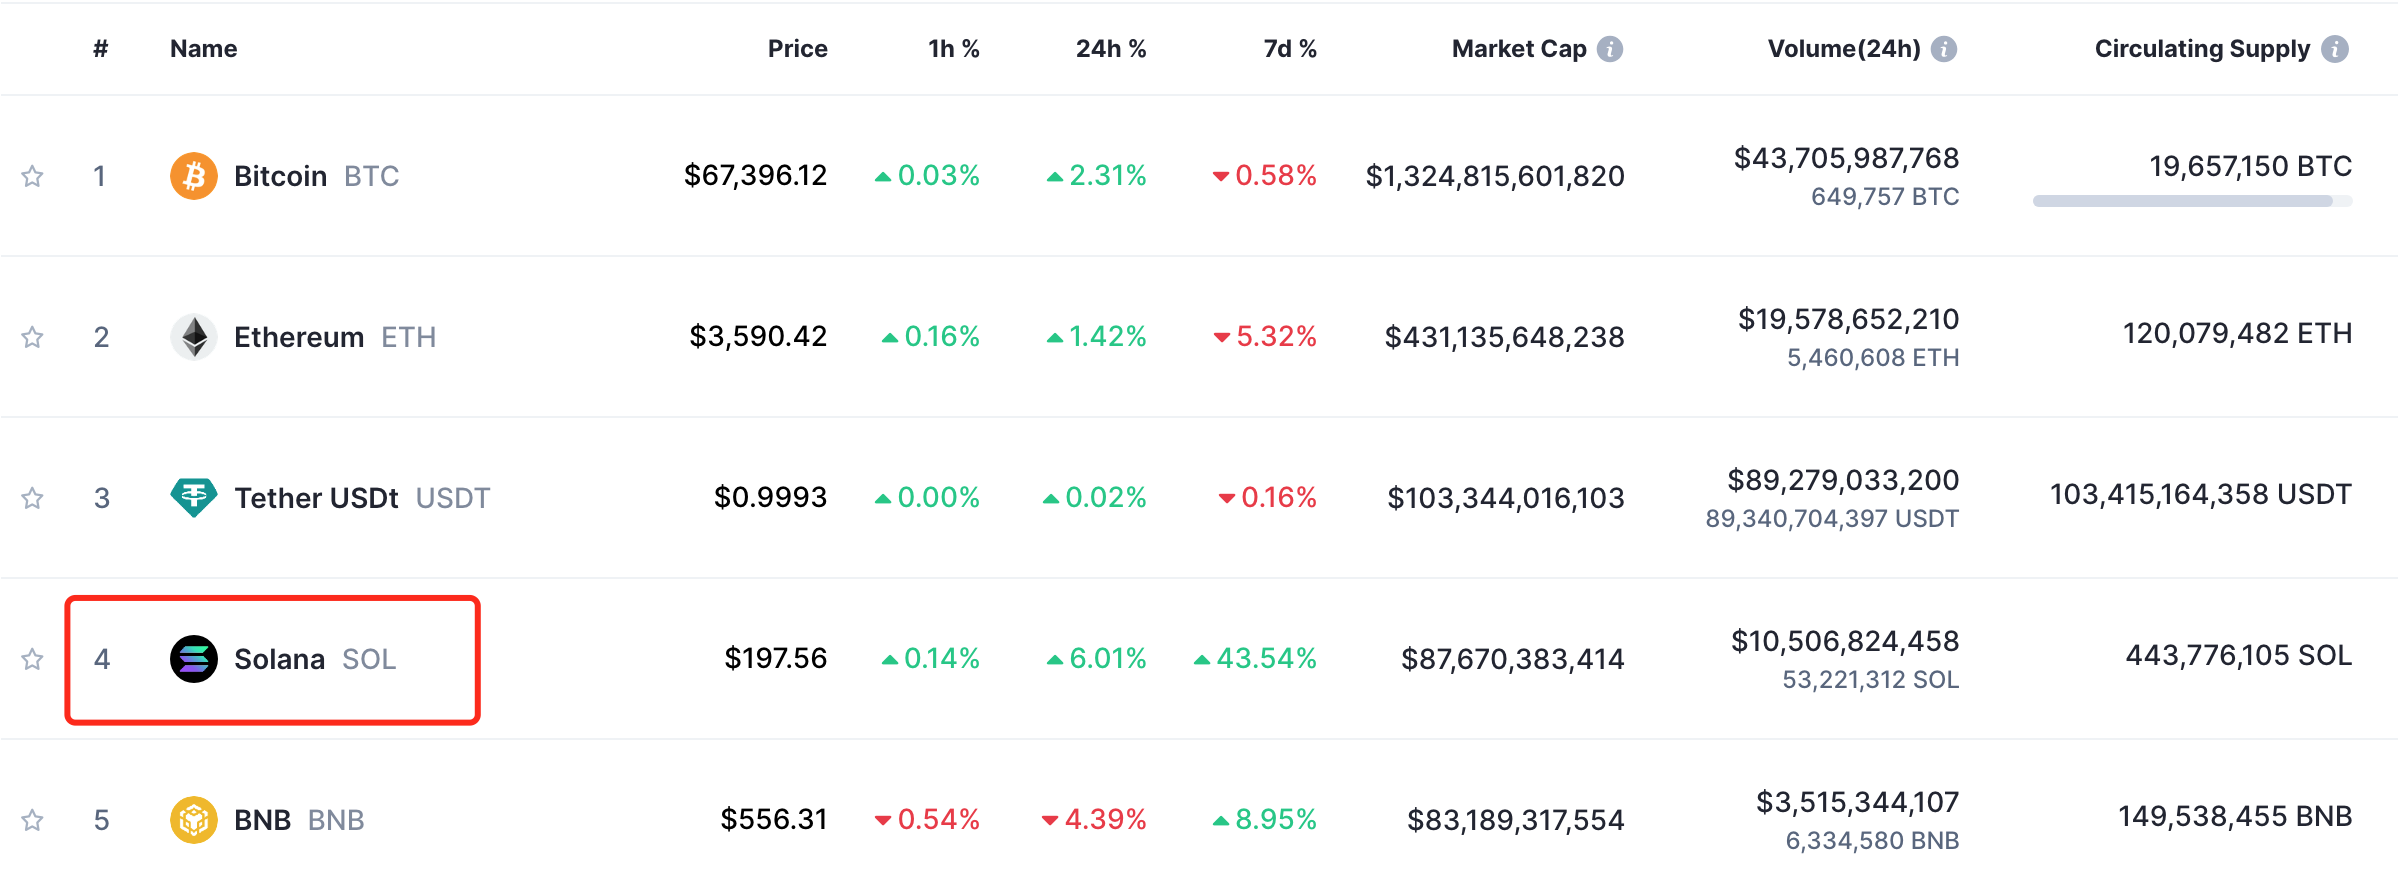 # Name Price 1h % 24h % 7d % Market Cap Volume(24h) Circulating Supply
1 Bitcoin BTC $67,396.12 0.03% 2.31% 0.58% $1,324,815,601,820 $43,705,987,768 19,657,150 BTC
649,757 BTC
2 Ethereum ETH $3,590.42 0.16% 1.42% 5.32% $431,135,648,238 $19,578,652,210 120,079,482 ETH
5,460,608 ETH
3 Tether USDt USDT $0.9993 0.00% 0.02% 0.16% $103,344,016,103 $89,279,033,200 103,415,164,358 USDT
89,340,704,397 USDT
4 Solana SOL $197.56 0.14% 6.01% 43.54% $87,670,383,414 $10,506,824,458 443,776,105 SOL
53,221,312 SOL
5 BNB BNB $556.31 0.54% 4.39% 8.95% $83,189,317,554 $3,515,344,107 149,538,455 BNB
6,334,580 BNB